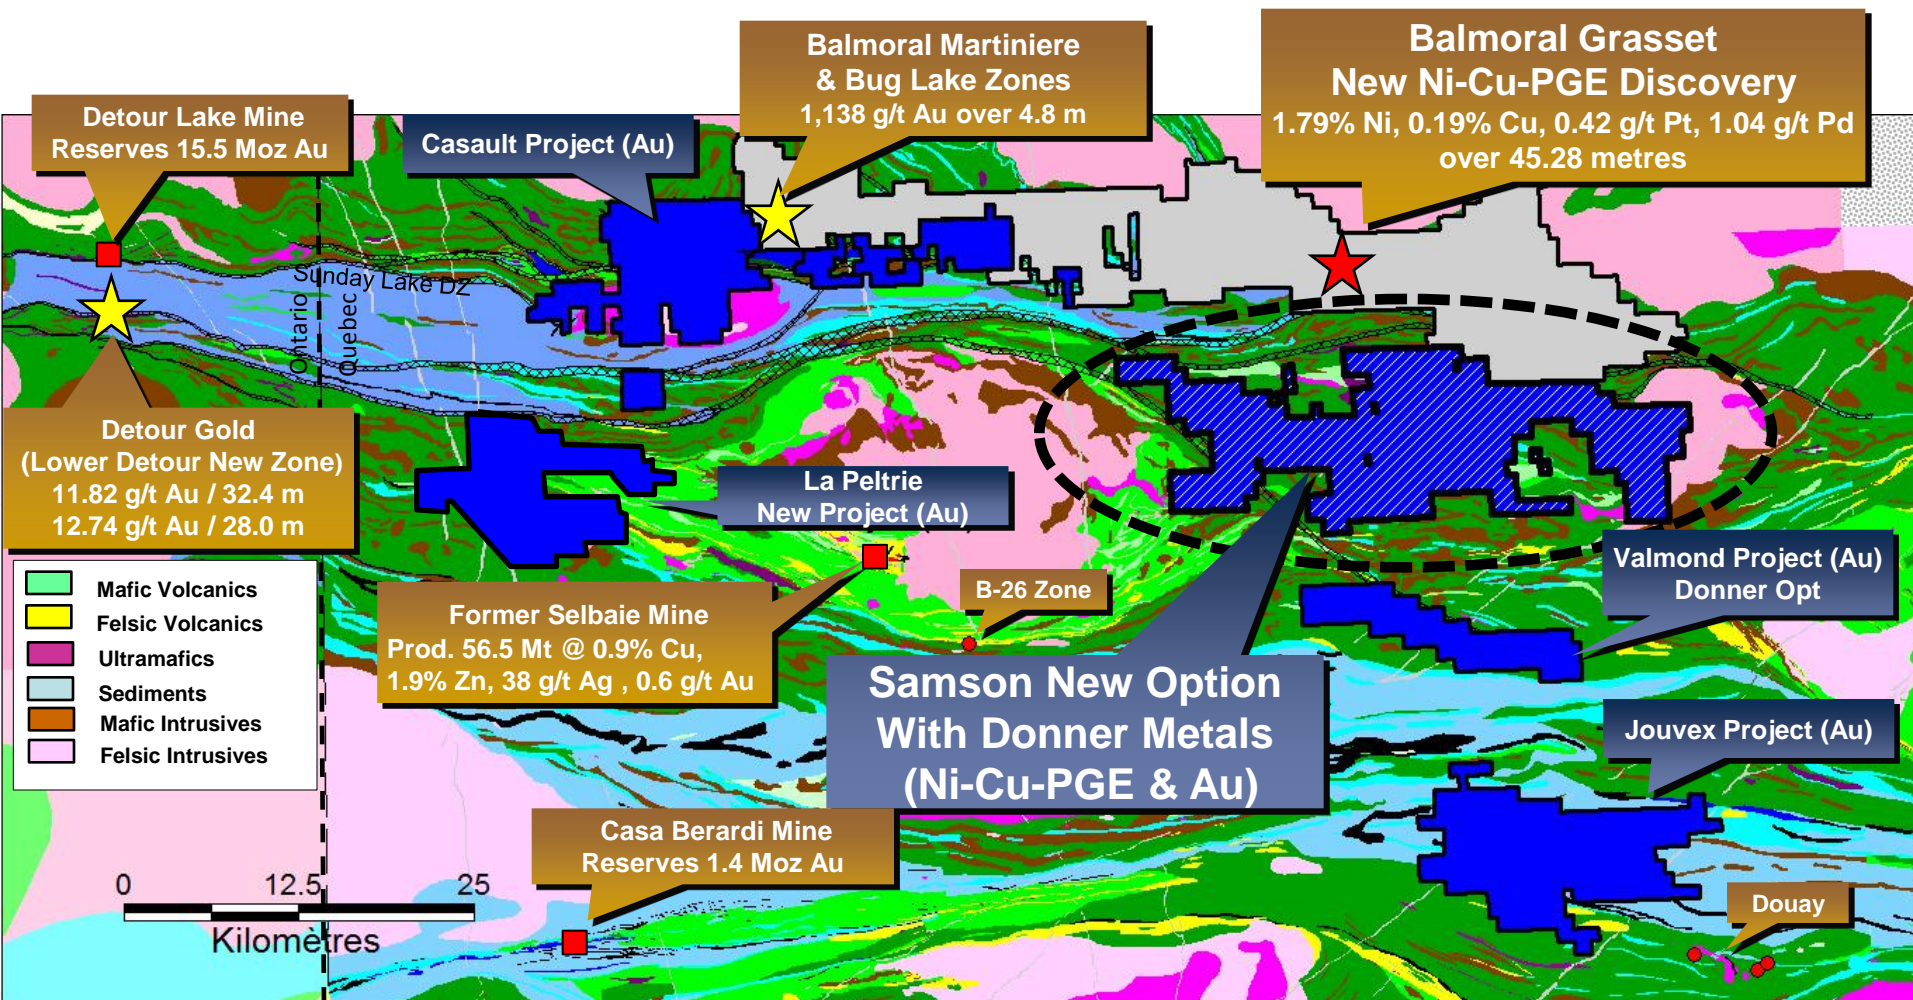 Balmoral Martiniere
& Bug Lake Zones
1,138 g/t Au over 4.8 m
Balmoral Grasset
New Ni-Cu-PGE Discovery
1.79% Ni, 0.19% Cu, 0.42 g/t Pt, 1.04 g/t Pd
over 45.28 metres
Detour Lake Mine
Reserves 15.5 Moz Au
Casault Project (Au)
Sunday Lake DZ
Ontario
Quebec
Detour Gold
(Lower Detour New Zone)
11.82 g/t Au / 32.4 m
12.74 g/t Au / 28.0 m
La Peltrie
New Project (Au)
Valmond Project (Au)
Donner Opt
Mafic Volcanics
Felsic Volcanics
Ultramafics
Sediments
Mafic Intrusives
Felsic Intrusives
Former Selbaie Mine
Prod. 56.5 Mt @ 0.9% Cu,
1.9% Zn, 38 g/t Ag , 0.6 g/t Au
B-26 Zone
Samson New Option
With Donner Metals
(Ni-Cu-PGE & Au)
Jouvex Project (Au)
Casa Berardi Mine
Reserves 1.4 Moz Au
Douay
0 12.5 25
Kilomètres